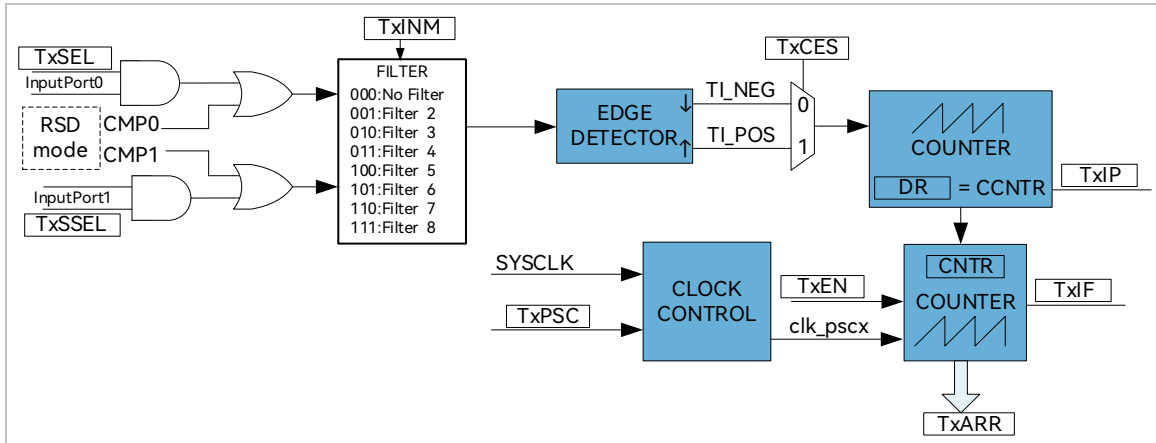 TxINM
TxSEL
InputPort0
RSD
mode
CMP0
CMP1
InputPort1
TxSSEL
FILTER
000:No Filter
001:Filter 2
010:Filter 3
011:Filter 4
100:Filter 5
101:Filter 6
110:Filter 7
111:Filter 8
EDGE
DETECTOR
↓
↑
TI_NEG
TI_POS
TxCES
0
1
COUNTER
DR = CCNTR
TxIP
SYSCLK
TxPSC
CLOCK
CONTROL
TxEN
clk_pscx
CNTR
COUNTER
TxIF
TxARR